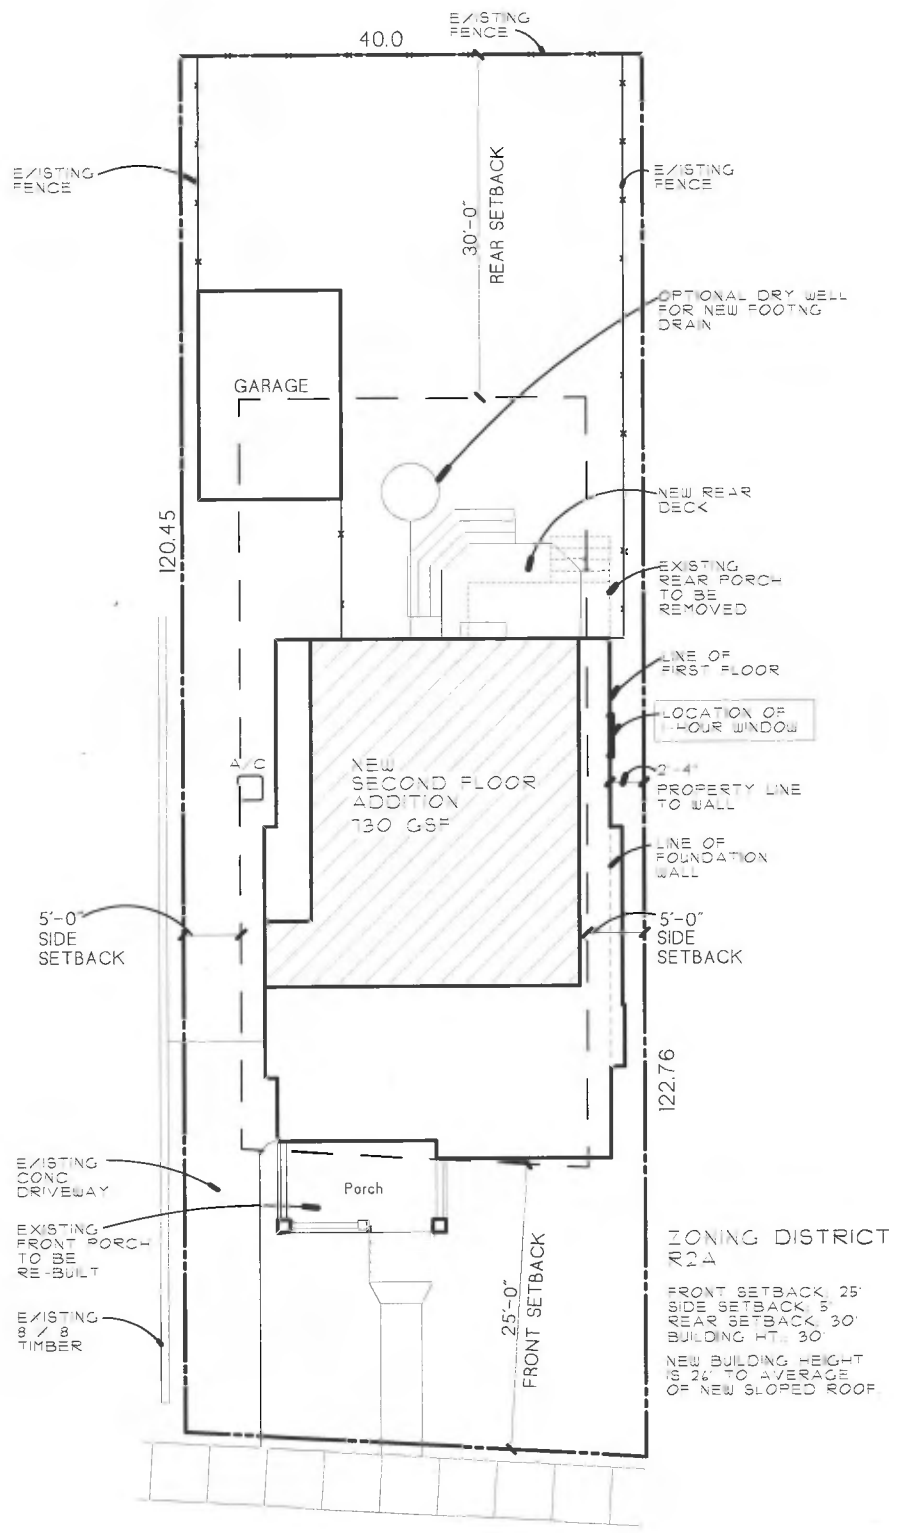 EXISTING
FENCE
40.0
EXISTING
FENCE
30'-0"
REAR SETBACK
EXISTING
FENCE
OPTIONAL DRY WELL
FOR NEW FOOTNG
DRAIN
GARAGE
NEW REAR
DECK
120.45
EXISTING
REAR PORCH
TO BE
REMOVED
LINE OF
FIRST FLOOR
LOCATION OF
1-HOUR WINDOW
A/C
NEW
SECOND FLOOR
ADDITION
730 GSF
2'-4"
PROPERTY LINE
TO WALL
LINE OF
FOUNDATION
WALL
5'-0"
SIDE
SETBACK
5'-0"
SIDE
SETBACK
122.76
EXISTING
CONC
DRIVEWAY
Porch
EXISTING
FRONT PORCH
TO BE
RE-BUILT
25'-0"
FRONT SETBACK
EXISTING
8 / 8
TIMBER
ZONING DISTRICT
R2A
FRONT SETBACK: 25'
SIDE SETBACK: 5'
REAR SETBACK: 30'
BUILDING HT.: 30'
NEW BUILDING HEIGHT
IS 26' TO AVERAGE
OF NEW SLOPED ROOF.